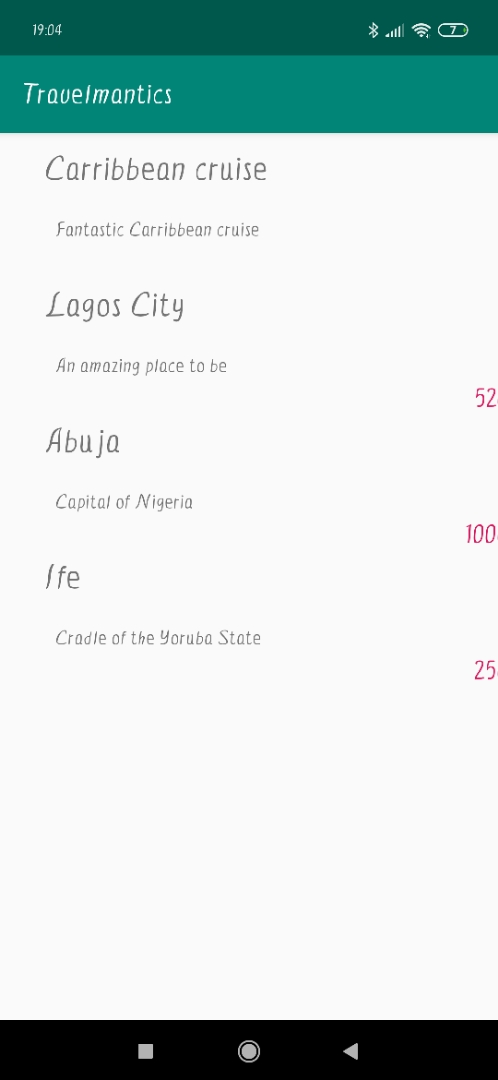 19:04
7
Travelmantics
Carribbean cruise
Fantastic Carribbean cruise
Lagos City
An amazing place to be
52
Abuja
Capital of Nigeria
100
Ife
Cradle of the Yoruba State
25